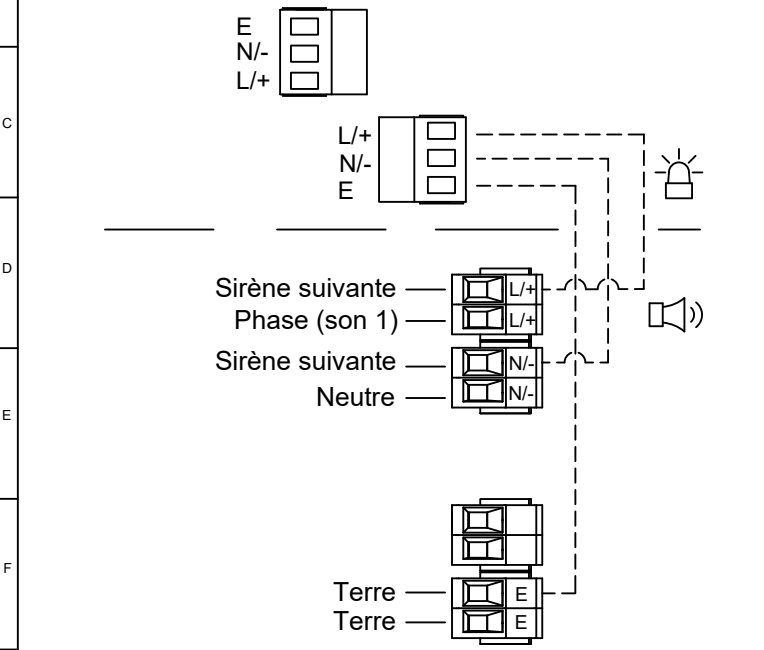 E
N/-
L/+
C
L/+
N/-
E
D
Sirène suivante L/+
Phase (son 1) L/+
Sirène suivante N/-
E
Neutre N/-
F
Terre E
Terre E